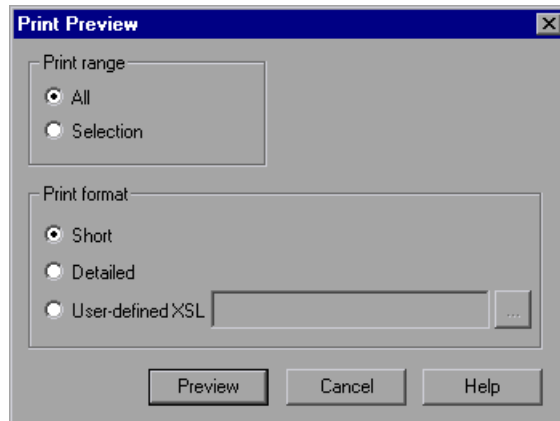 Print Preview
Print range
All
Selection
Print format
Short
Detailed
User-defined XSL ...
Preview Cancel Help